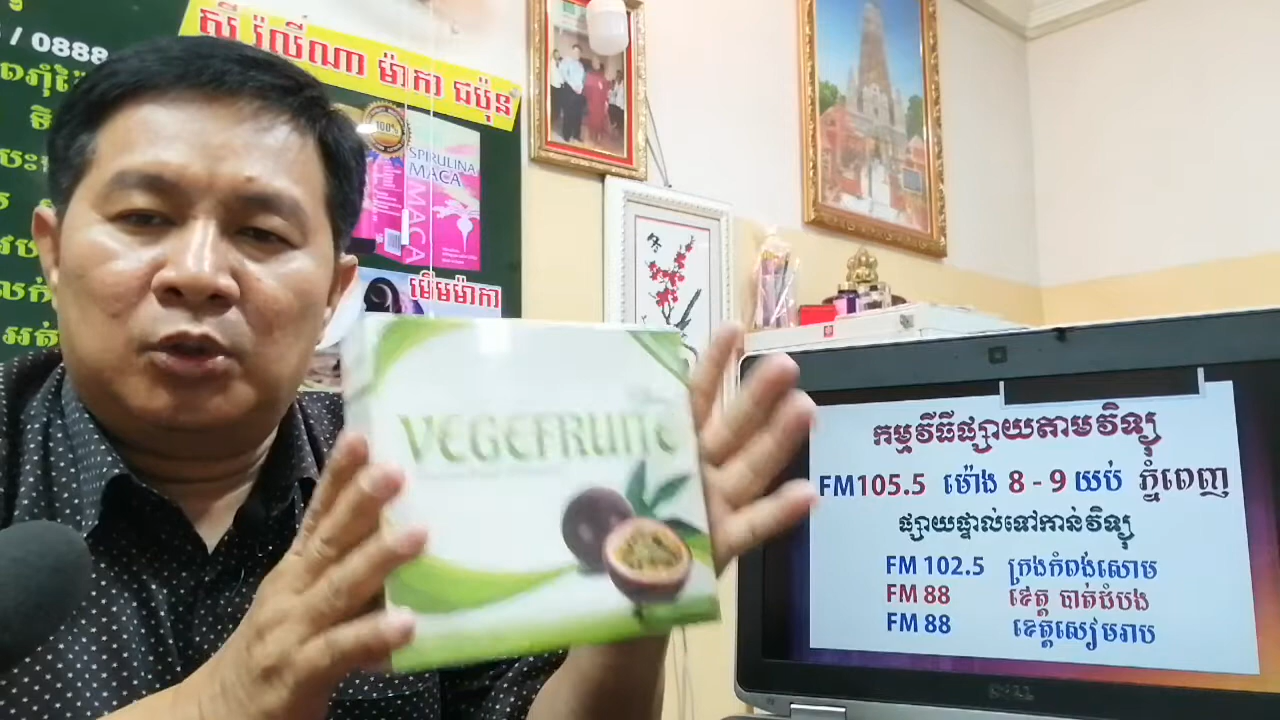 / 0888
ស្ពី រ៉ូលីណា ម៉ាកា ជប៉ុន
100%
SPIRULINA
MACA
MACA
មើមម៉ាកា
VEGEFRUITE
កម្មវីធីផ្សាយតាមវិទ្យុ
FM105.5 ម៉ោង 8 - 9 យប់ ភ្នំពេញ
ផ្សាយផ្ទាល់ទៅកាន់វិទ្យុ
FM 102.5 ក្រុងកំពង់សោម
FM 88 ខេត្ត បាត់ដំបង
FM 88 ខេត្តសៀមរាប
DELL